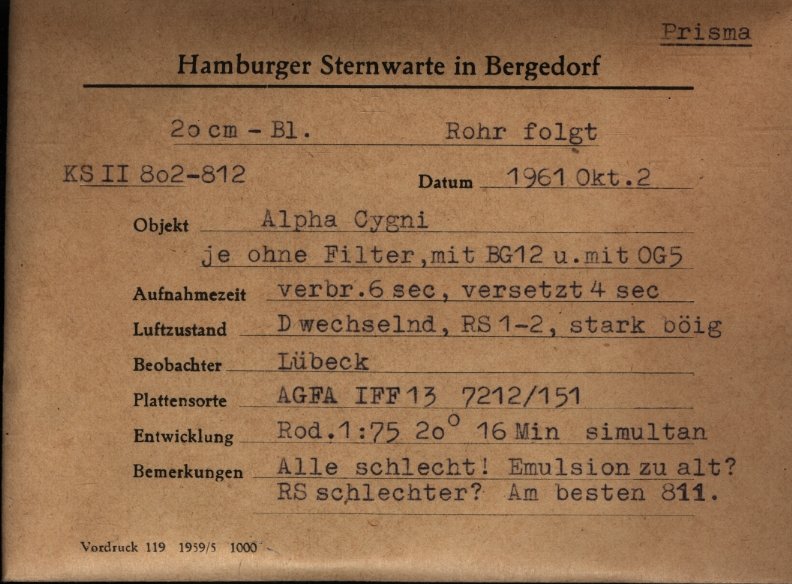 Prisma
Hamburger Sternwarte in Bergedorf
20 cm - Bl. Rohr folgt
KS II 802-812 Datum 1961 Okt.2
Objekt Alpha Cygni
je ohne Filter, mit BG12 u.mit OG5
Aufnahmezeit verbr.6 sec, versetzt 4 sec
Luftzustand D wechselnd, RS 1-2, stark böig
Beobachter Lübeck
Plattensorte AGFA IFF 13 7212/151
Entwicklung Rod.1:75 20° 16 Min simultan
Bemerkungen Alle schlecht! Emulsion zu alt?
RS schlechter? Am besten 811.
Vordruck 119 1959/5 1000